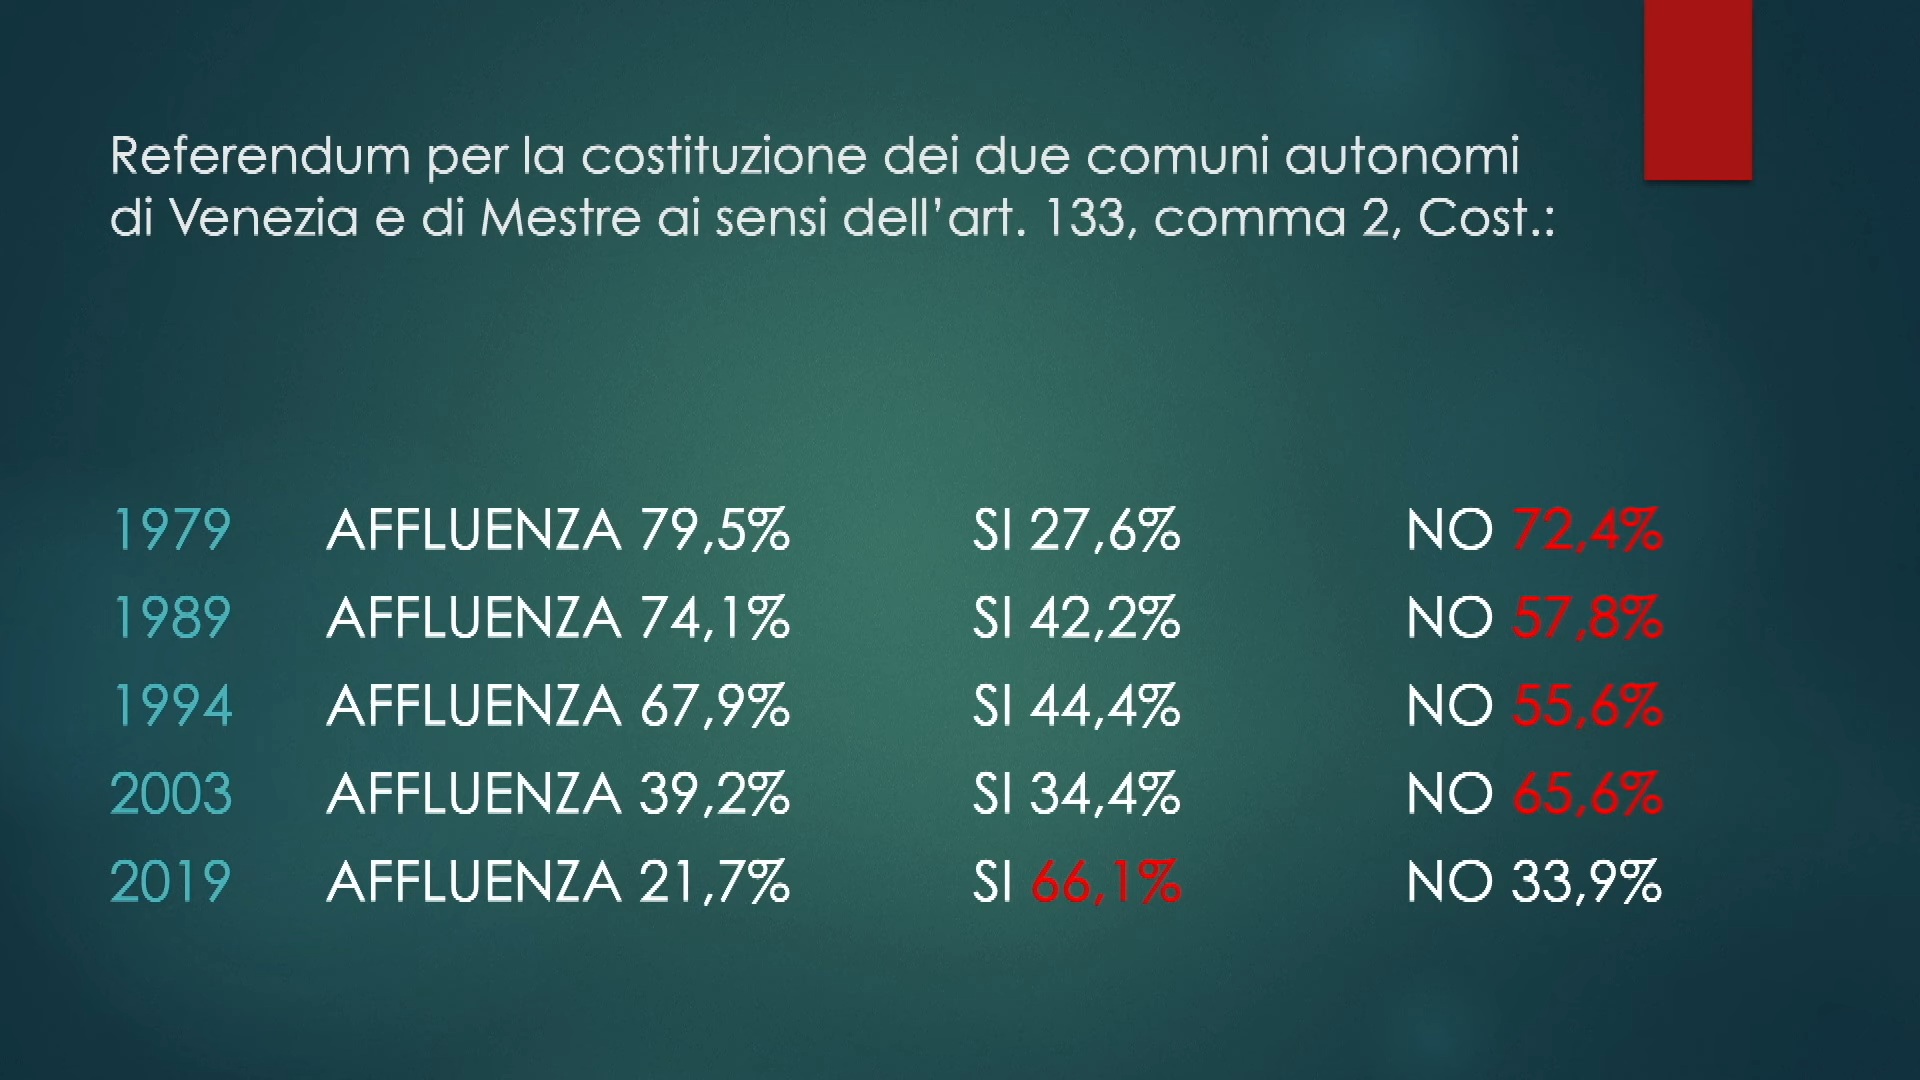 Referendum per la costituzione dei due comuni autonomi
di Venezia e di Mestre ai sensi dell’art. 133, comma 2, Cost.:
1979 AFFLUENZA 79,5% SI 27,6% NO 72,4%
1989 AFFLUENZA 74,1% SI 42,2% NO 57,8%
1994 AFFLUENZA 67,9% SI 44,4% NO 55,6%
2003 AFFLUENZA 39,2% SI 34,4% NO 65,6%
2019 AFFLUENZA 21,7% SI 66,1% NO 33,9%